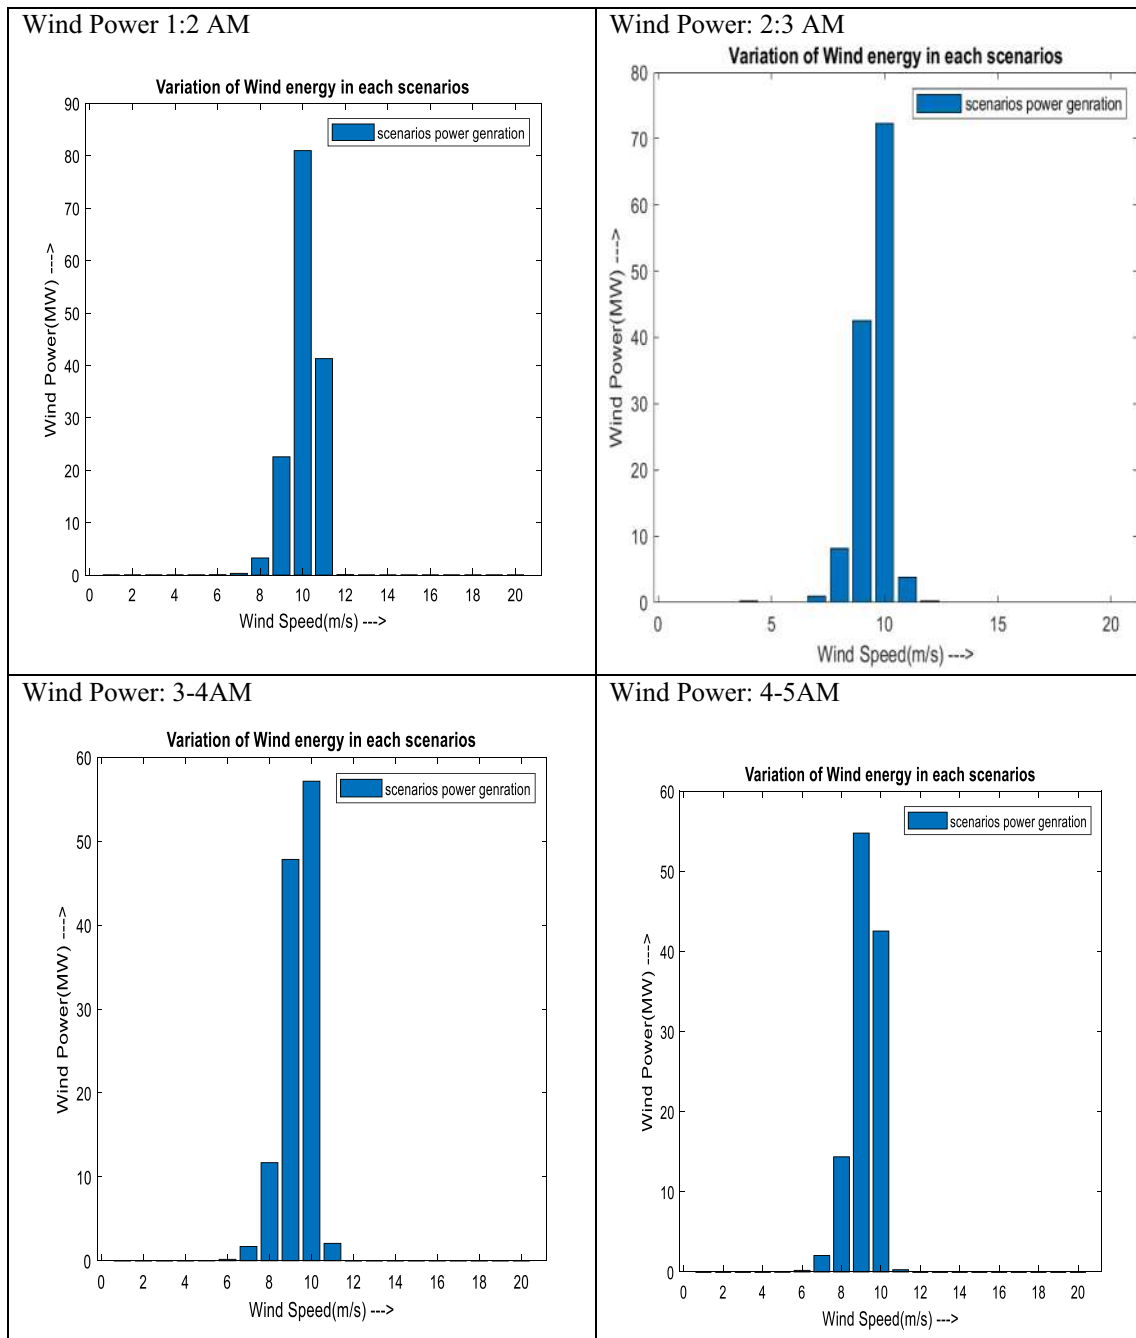 Wind Power 1:2 AM
Variation of Wind energy in each scenarios
scenarios power genration
90
80
70
60
50
40
30
20
10
0
Wind Power(MW) --->
0 2 4 6 8 10 12 14 16 18 20
Wind Speed(m/s) --->
Wind Power: 2:3 AM
Variation of Wind energy in each scenarios
scenarios power genration
80
70
60
50
40
30
20
10
0
Wind Power(MW) --->
0 5 10 15 20
Wind Speed(m/s) --->
Wind Power: 3-4AM
Variation of Wind energy in each scenarios
scenarios power genration
60
50
40
30
20
10
0
Wind Power(MW) --->
0 2 4 6 8 10 12 14 16 18 20
Wind Speed(m/s) --->
Wind Power: 4-5AM
Variation of Wind energy in each scenarios
scenarios power genration
60
50
40
30
20
10
0
Wind Power(MW) --->
0 2 4 6 8 10 12 14 16 18 20
Wind Speed(m/s) --->